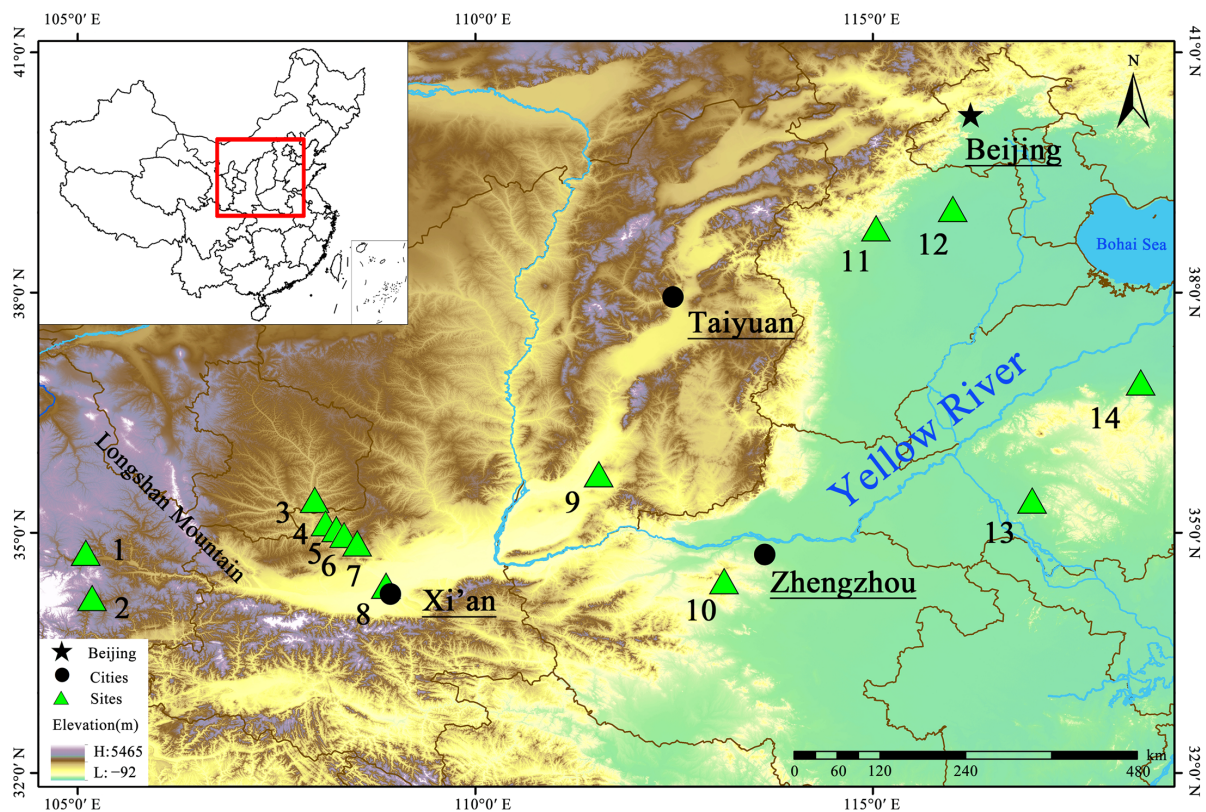 105°0′ E
110°0′ E
115°0′ E
41°0′ N
41°0′ N
N
Beijing
Bohai Sea
11
12
38°0′ N
38°0′ N
Taiyuan
Yellow River
14
Longshan Mountain
9
3
4
5
6
7
13
35°0′ N
35°0′ N
1
2
8
Xi’an
10
Zhengzhou
Beijing
Cities
Sites
Elevation(m)
H:5465
L:−92
km
0
60
120
240
480
32°0′ N
32°0′ N
105°0′ E
110°0′ E
115°0′ E